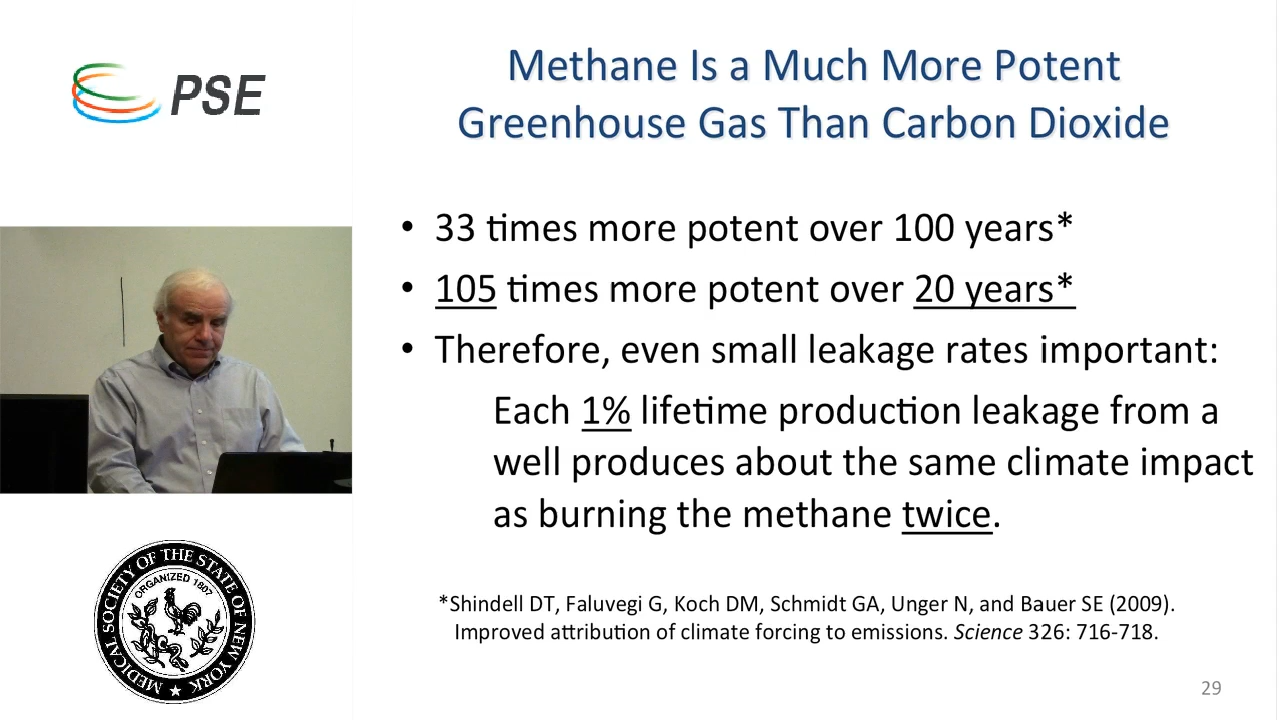 PSE
Methane Is a Much More Potent
Greenhouse Gas Than Carbon Dioxide
• 33 times more potent over 100 years*
• 105 times more potent over 20 years*
• Therefore, even small leakage rates important:
Each 1% lifetime production leakage from a
well produces about the same climate impact
as burning the methane twice.
*Shindell DT, Faluvegi G, Koch DM, Schmidt GA, Unger N, and Bauer SE (2009).
Improved attribution of climate forcing to emissions. Science 326: 716-718.
29
MEDICAL SOCIETY OF THE STATE OF NEW YORK
ORGANIZED 1807